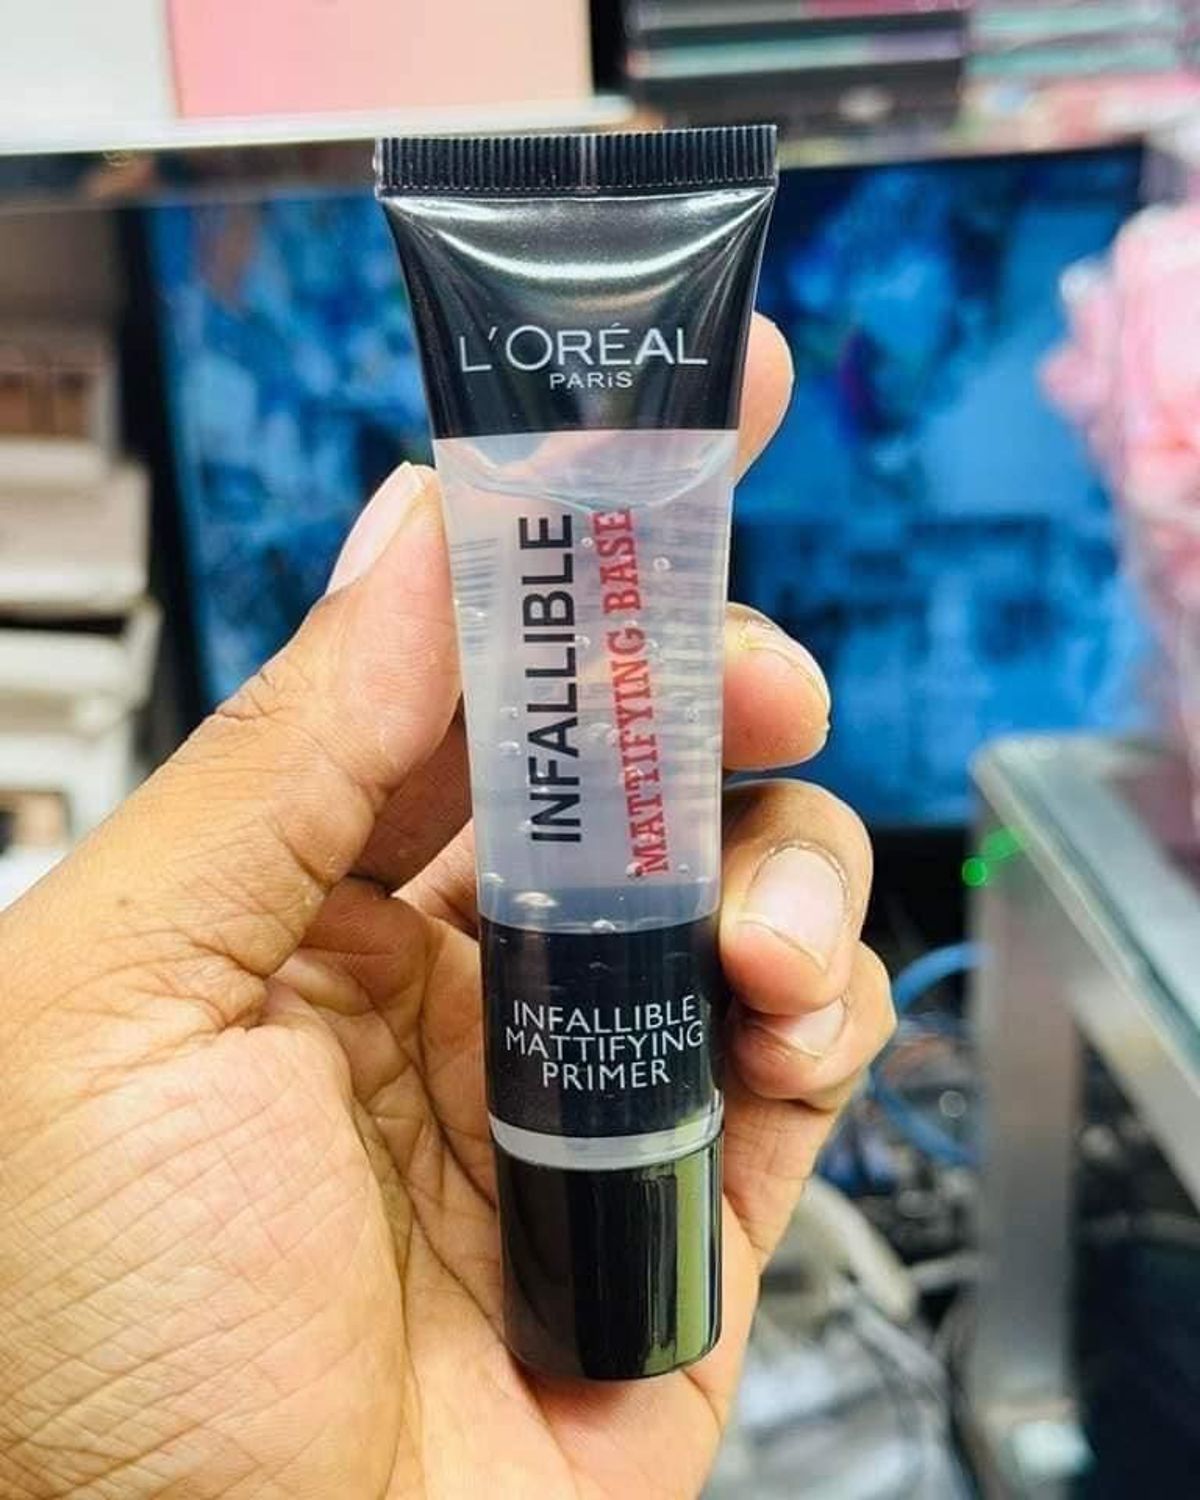 L'ORÉAL
PARiS
INFALLIBLE
MATTIFYING BASE
INFALLIBLE
MATTIFYING
PRIMER